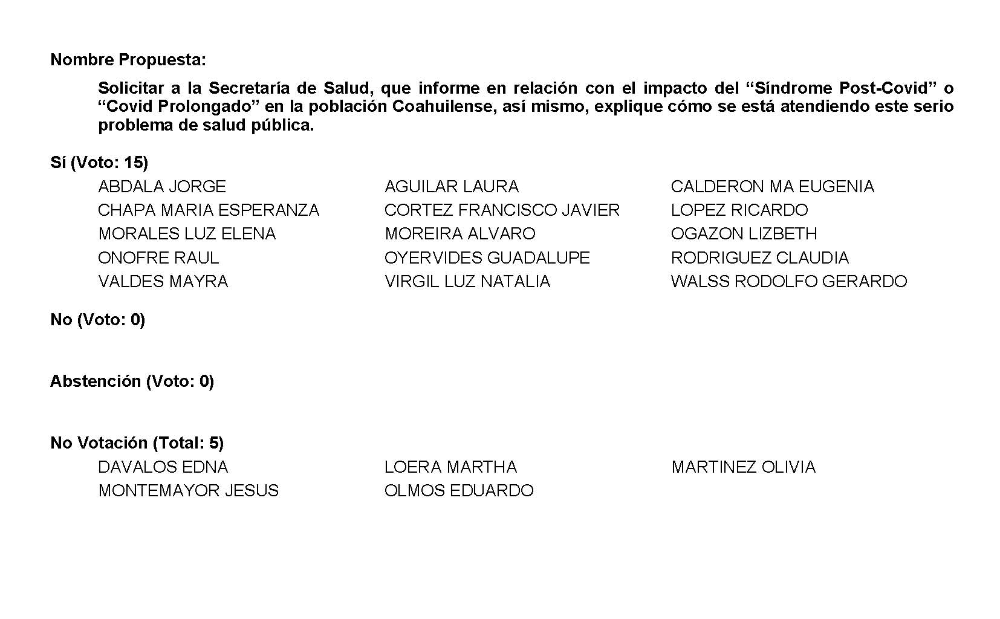 Nombre Propuesta:
Solicitar a la Secretaría de Salud, que informe en relación con el impacto del “Síndrome Post-Covid” o
“Covid Prolongado” en la población Coahuilense, así mismo, explique cómo se está atendiendo este serio
problema de salud pública.
Sí (Voto: 15)
ABDALA JORGE AGUILAR LAURA CALDERON MA EUGENIA
CHAPA MARIA ESPERANZA CORTEZ FRANCISCO JAVIER LOPEZ RICARDO
MORALES LUZ ELENA MOREIRA ALVARO OGAZON LIZBETH
ONOFRE RAUL OYERVIDES GUADALUPE RODRIGUEZ CLAUDIA
VALDES MAYRA VIRGIL LUZ NATALIA WALSS RODOLFO GERARDO
No (Voto: 0)
Abstención (Voto: 0)
No Votación (Total: 5)
DAVALOS EDNA LOERA MARTHA MARTINEZ OLIVIA
MONTEMAYOR JESUS OLMOS EDUARDO